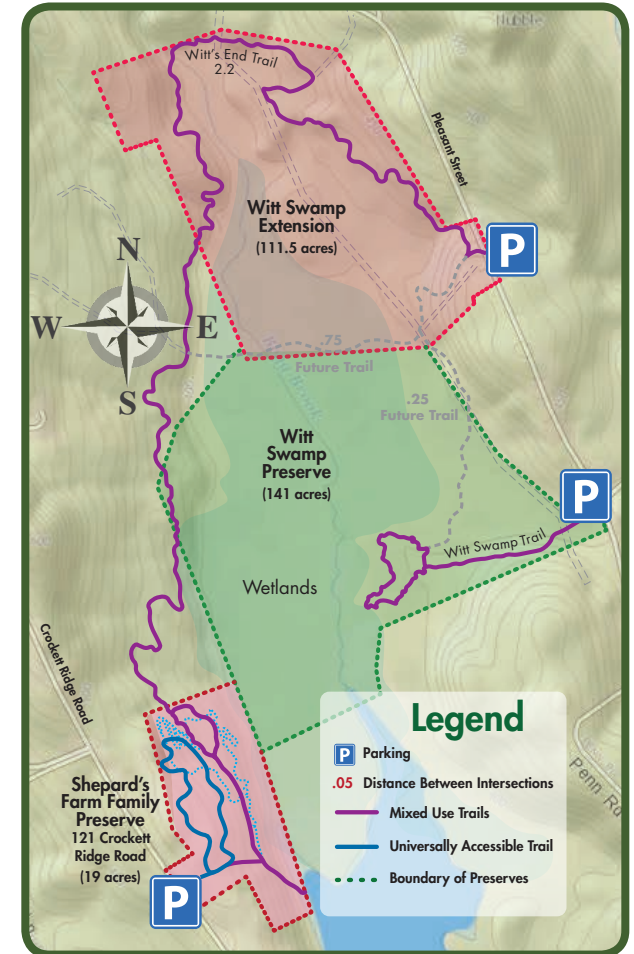 Hubble
Witt's End Trail
2.2
Pleasant Street
Witt Swamp
Extension
(111.5 acres)
P
N
W
E
S
.75
Future Trail
.25
Future Trail
Witt
Swamp
Preserve
(141 acres)
P
Witt Swamp Trail
Wetlands
Crockett Ridge Road
Legend
P Parking
.05 Distance Between Intersections
Mixed Use Trails
Universally Accessible Trail
Boundary of Preserves
Penn Rd
Shepard's
Farm Family
Preserve
121 Crockett
Ridge Road
(19 acres)
P